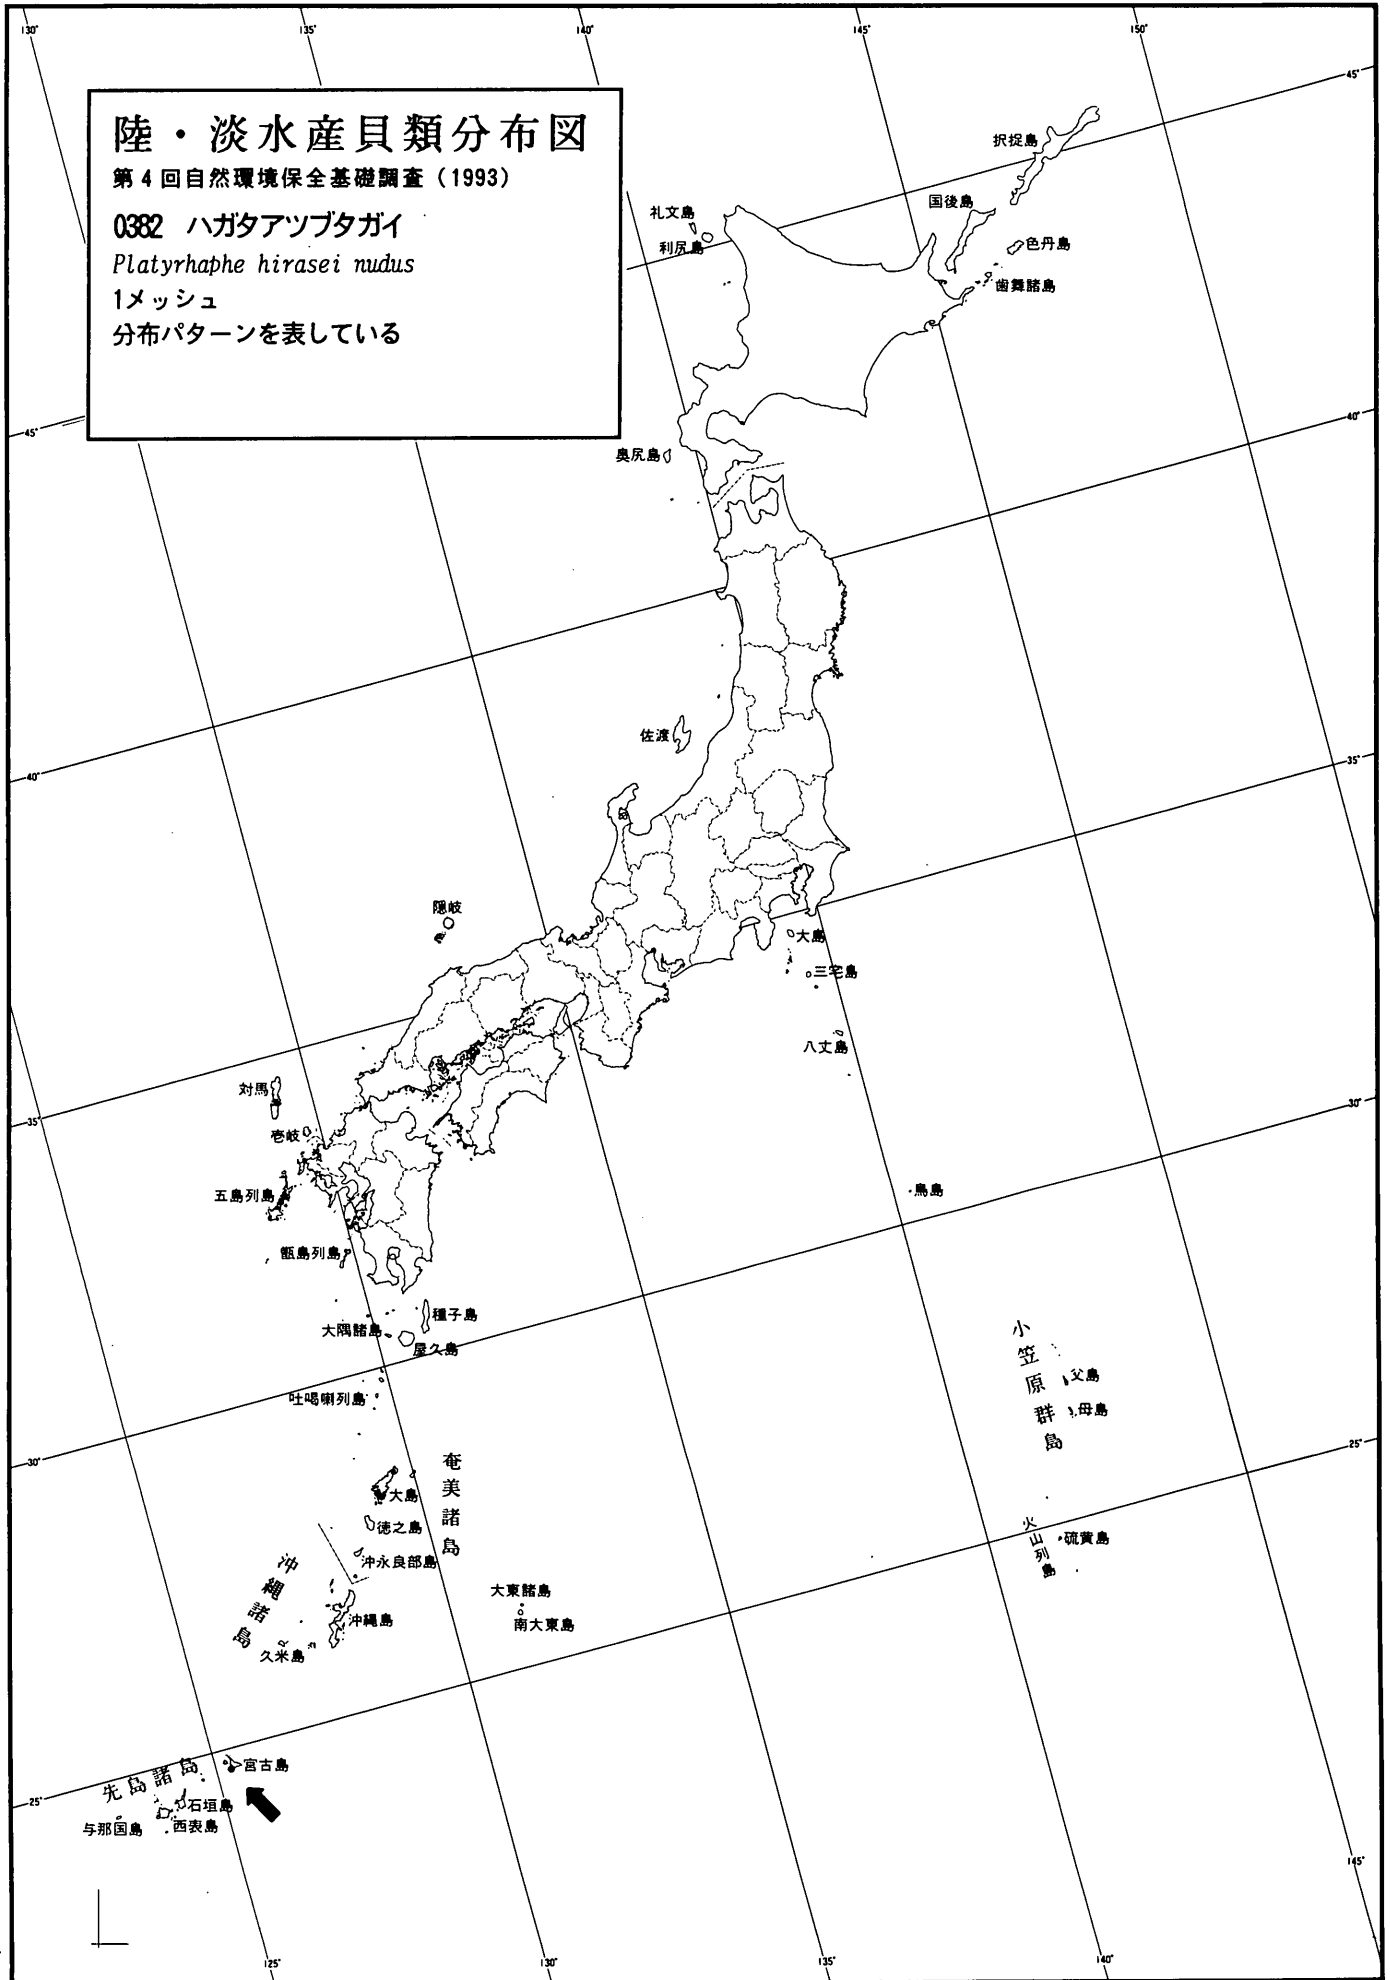 130°
135°
140°
145°
150°
陸・淡水産貝類分布図
第4回自然環境保全基礎調査（1993）
0382 ハガタアツブタガイ
Platyrhaphe hirasei nudus
1メッシュ
分布パターンを表している
45°
択捉島
国後島
礼文島
利尻島
色丹島
歯舞諸島
40°
45°
奥尻島
佐渡
35°
40°
隠岐
大島
三宅島
八丈島
対馬
35°
30°
壱岐
五島列島
鳥島
甑島列島
種子島
大隅諸島
屋久島
小笠原群島
父島
母島
吐喝喇列島
25°
30°
奄美諸島
大島
徳之島
沖永良部島
火山列島
硫黄島
沖縄諸島
沖縄島
久米島
大東諸島
南大東島
先島諸島
宮古島
石垣島
西表島
与那国島
25°
145°
125°
130°
135°
140°